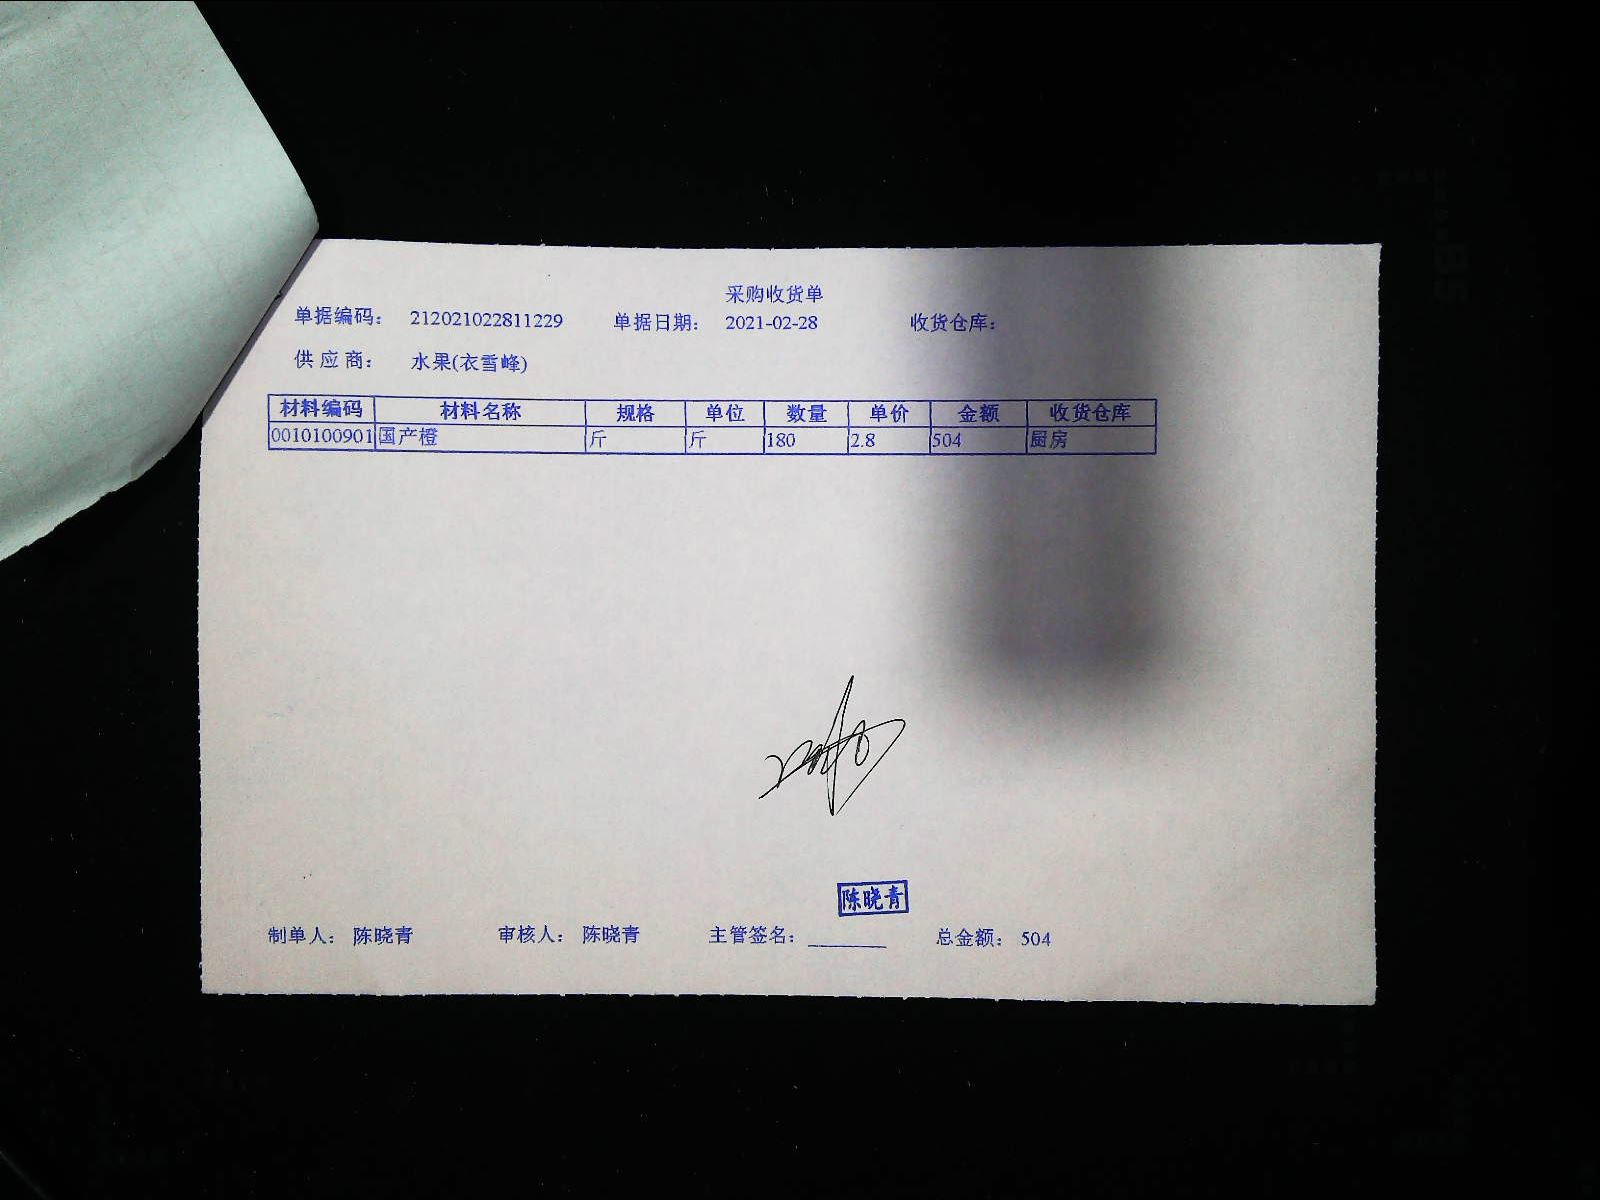 采购收货单
单据编码： 212021022811229 单据日期： 2021-02-28 收货仓库：
供应商： 水果(衣雪峰)
材料编码 材料名称 规格 单位 数量 单价 金额 收货仓库
0010100901 国产橙 斤 斤 180 2.8 504 厨房
陈晓青
制单人： 陈晓青 审核人： 陈晓青 主管签名： ________ 总金额： 504